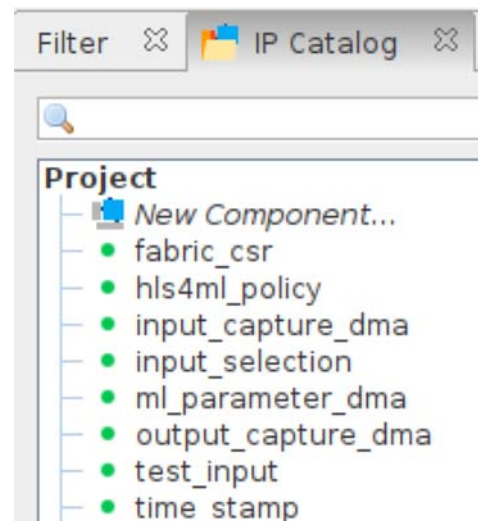 Filter IP Catalog
Project
New Component...
fabric_csr
hls4ml_policy
input_capture_dma
input_selection
ml_parameter_dma
output_capture_dma
test_input
time_stamp